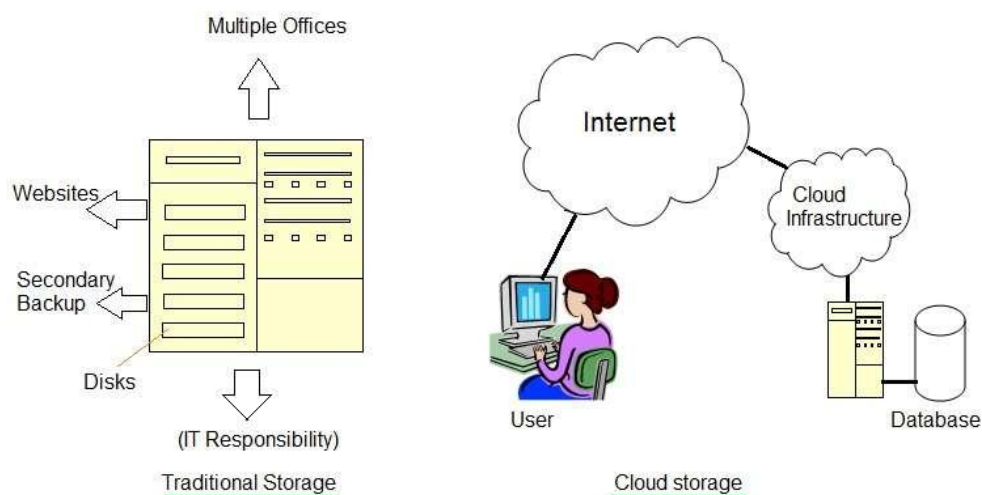 Multiple Offices
Websites
Secondary
Backup
Disks
(IT Responsibility)
Traditional Storage
Internet
Cloud
Infrastructure
User
Database
Cloud storage